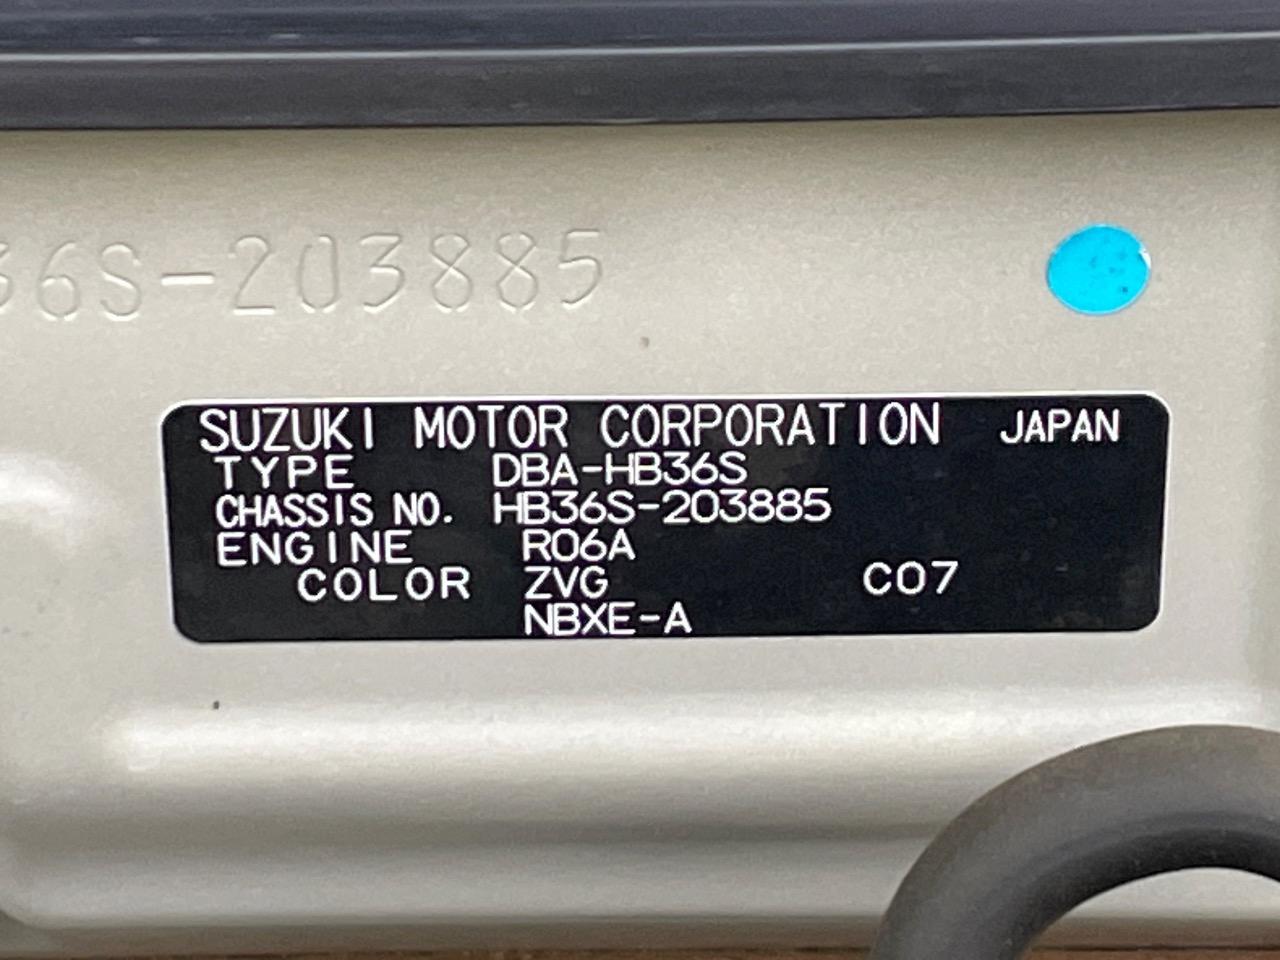 36S-203885
SUZUKI MOTOR CORPORATION JAPAN
TYPE DBA-HB36S
CHASSIS NO. HB36S-203885
ENGINE R06A
COLOR ZVG C07
NBXE-A